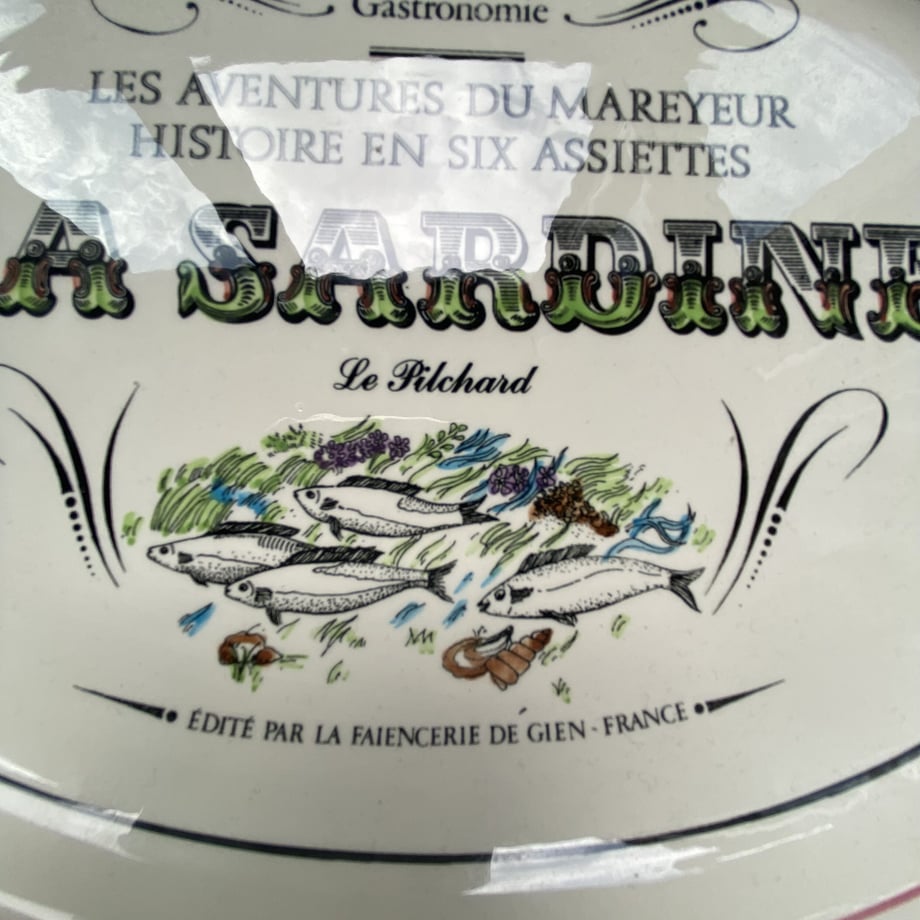 Gastronomie
LES AVENTURES DU MAREYEUR
HISTOIRE EN SIX ASSIETTES
A SARDINE
Le Pilchard
ÉDITÉ PAR LA FAIENCERIE DE GIEN - FRANCE